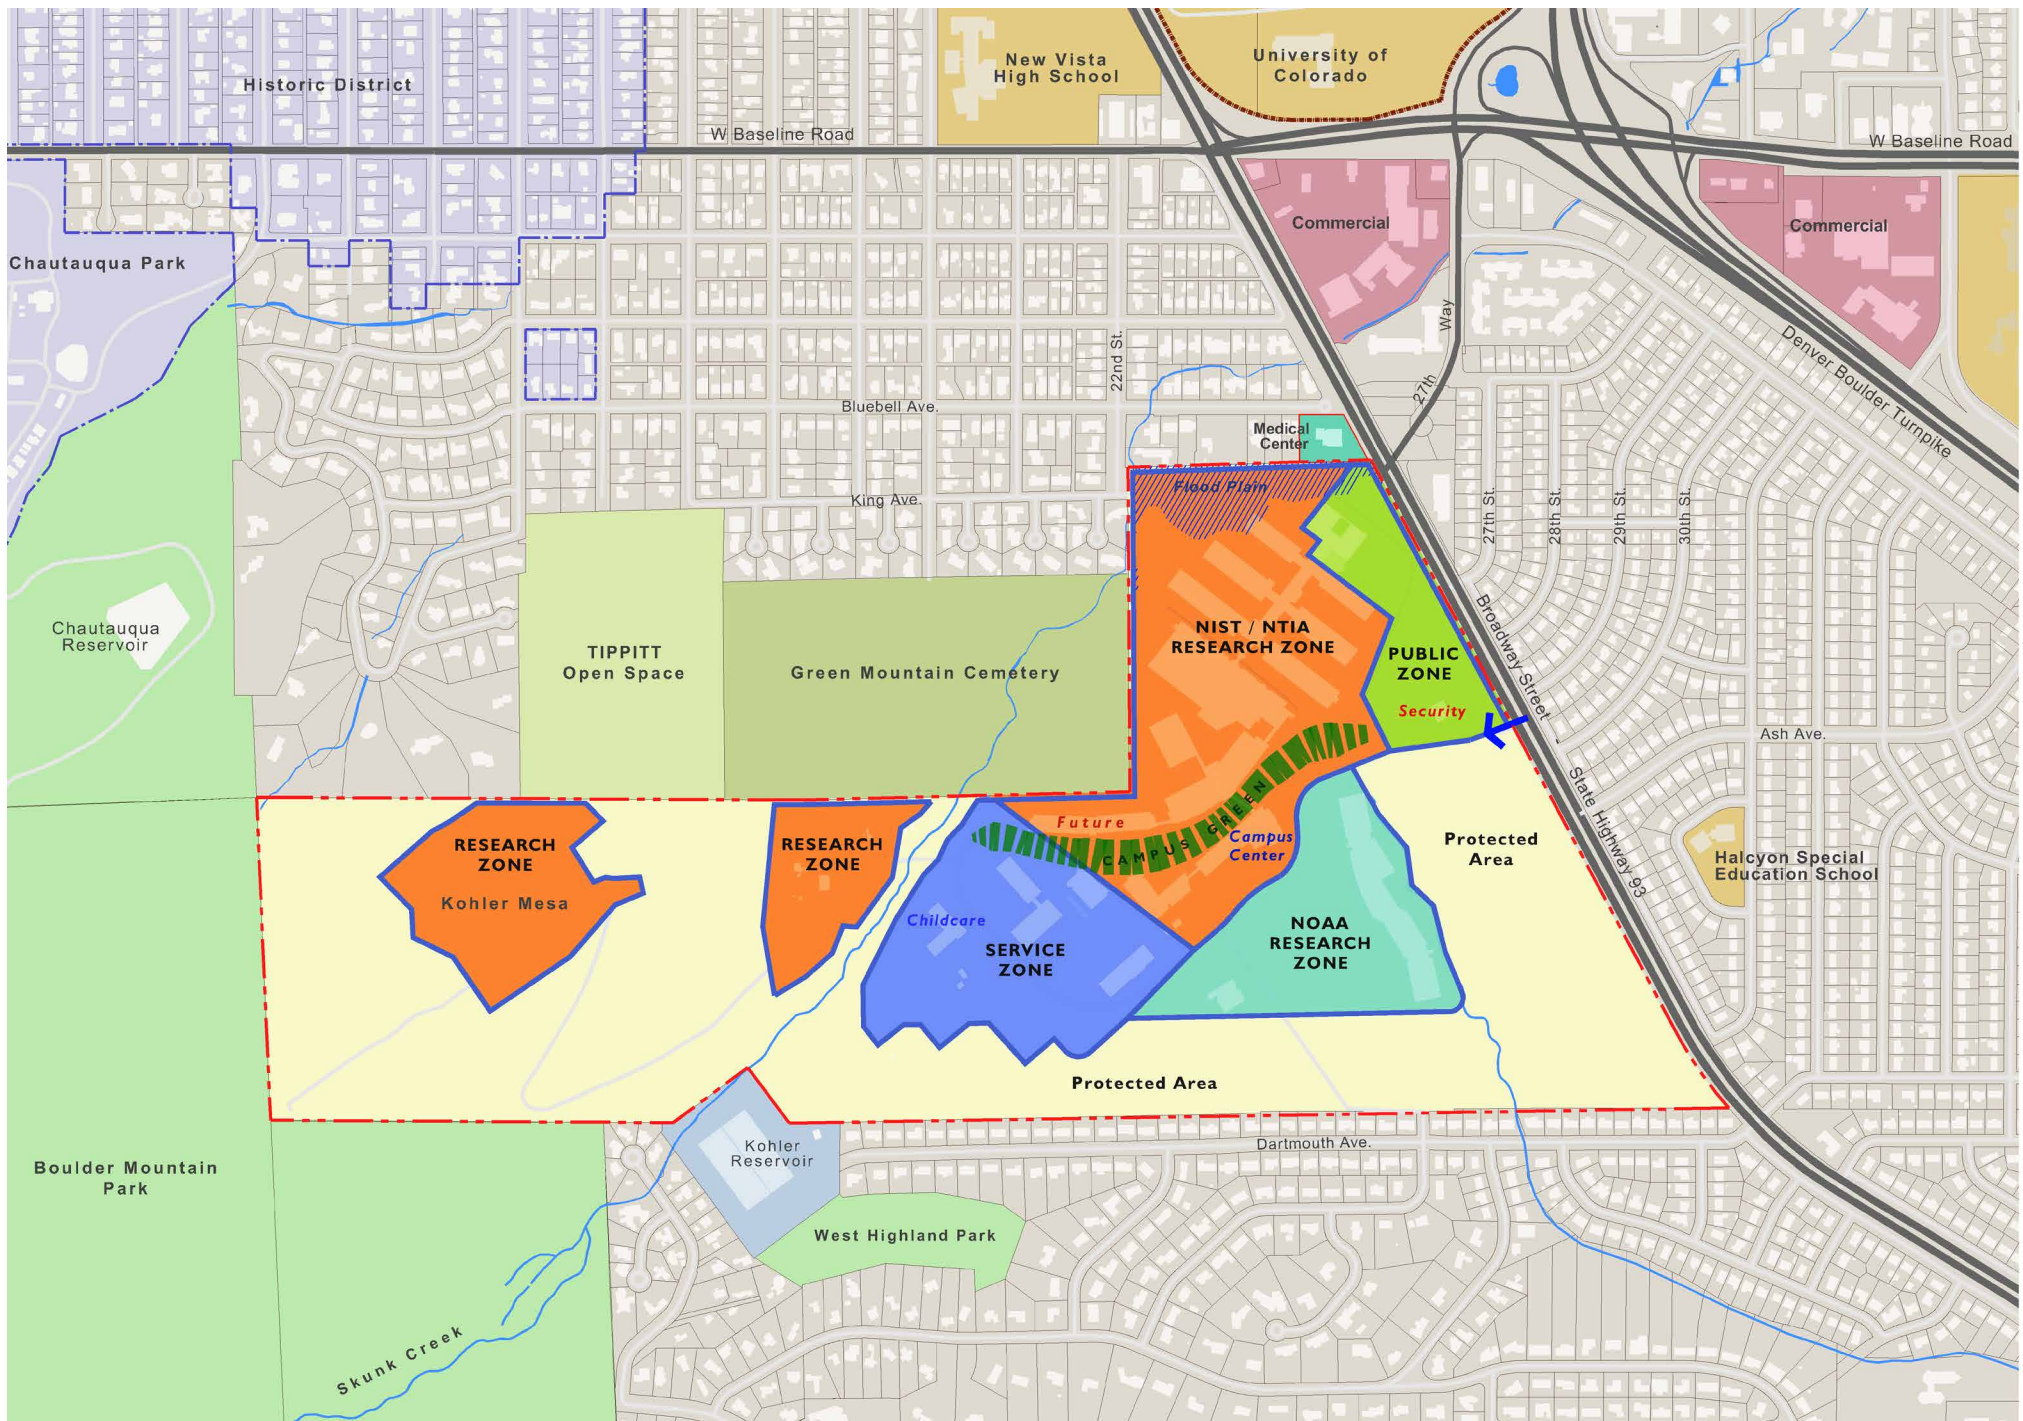 New Vista
High School
University of
Colorado
Historic District
W Baseline Road
W Baseline Road
Commercial
Commercial
Chautauqua Park
Way
27th
22nd St.
Denver Boulder Turnpike
Bluebell Ave.
Medical
Center
Flood Plain
King Ave.
27th St.
28th St.
29th St.
30th St.
Chautauqua
Reservoir
TIPPITT
Open Space
Green Mountain Cemetery
NIST / NTIA
RESEARCH ZONE
PUBLIC
ZONE
Security
Broadway Street - State Highway 93
Ash Ave.
RESEARCH
ZONE
Kohler Mesa
RESEARCH
ZONE
Future
CAMPUS GREEN
Campus
Center
Protected
Area
Halcyon Special
Education School
Childcare
SERVICE
ZONE
NOAA
RESEARCH
ZONE
Protected Area
Boulder Mountain
Park
Kohler
Reservoir
Dartmouth Ave.
West Highland Park
Skunk Creek